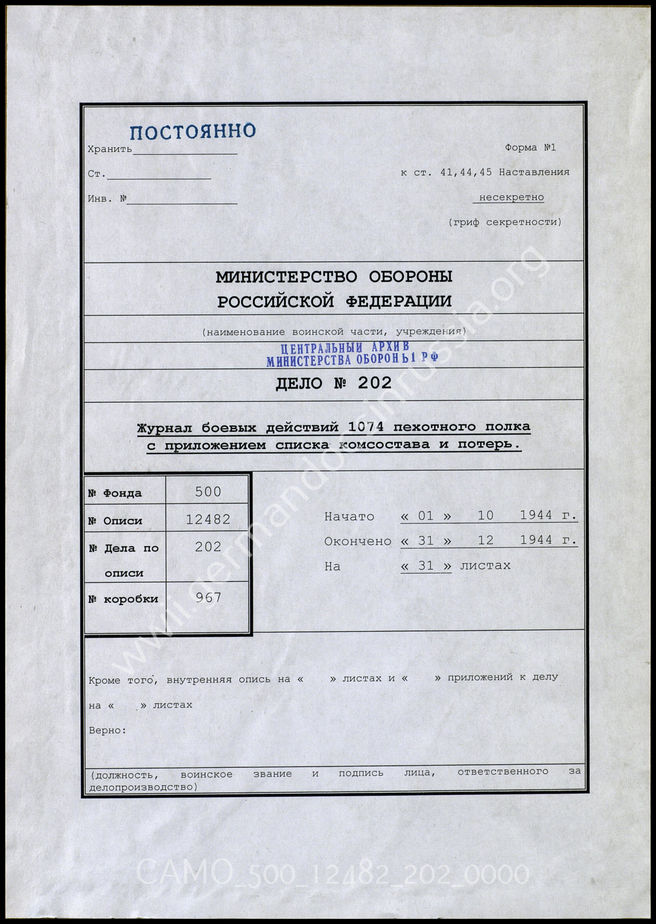 ПОСТОЯННО
Хранить
Форма №1
Ст.
к ст. 41,44,45 Наставления
Инв. №
несекретно
(гриф секретности)
МИНИСТЕРСТВО ОБОРОНЫ
РОССИЙСКОЙ ФЕДЕРАЦИИ
(наименование воинской части, учреждения)
ЦЕНТРАЛЬНЫЙ АРХИВ
МИНИСТЕРСТВА ОБОРОНЫ РФ
ДЕЛО № 202
Журнал боевых действий 1074 пехотного полка
с приложением списка комсостава и потерь.
№ Фонда 500
№ Описи 12482
№ Дела по описи 202
№ коробки 967
Начато « 01 » 10 1944 г.
Окончено « 31 » 12 1944 г.
На « 31 » листах
Кроме того, внутренняя опись на « » листах и « » приложений к делу
на « » листах
Верно:
(должность, воинское звание и подпись лица, ответственного за
делопроизводство)
www.germandocsinrussia.org
CAMO_500_12482_202_0000